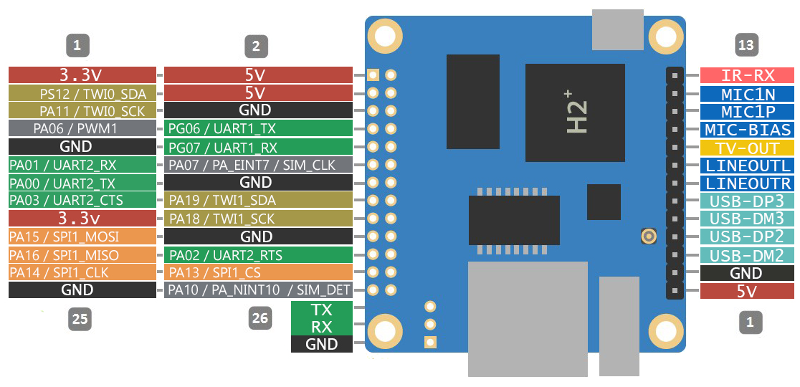 1 2 13
3.3v 5V IR-RX
PS12 / TWI0_SDA 5V MIC1N
PA11 / TWI0_SCK GND MIC1P
PA06 / PWM1 PG06 / UART1_TX MIC-BIAS
GND PG07 / UART1_RX TV-OUT
PA01 / UART2_RX PA07 / PA_EINT7 / SIM_CLK LINEOUTL
PA00 / UART2_TX GND LINEOUTR
PA03 / UART2_CTS PA19 / TWI1_SDA USB-DP3
3.3v PA18 / TWI1_SCK USB-DM3
PA15 / SPI1_MOSI GND USB-DP2
PA16 / SPI1_MISO PA02 / UART2_RTS USB-DM2
PA14 / SPI1_CLK PA13 / SPI1_CS GND
GND PA10 / PA_NINT10 / SIM_DET 5V
25 26 1
TX
RX
GND
H2+